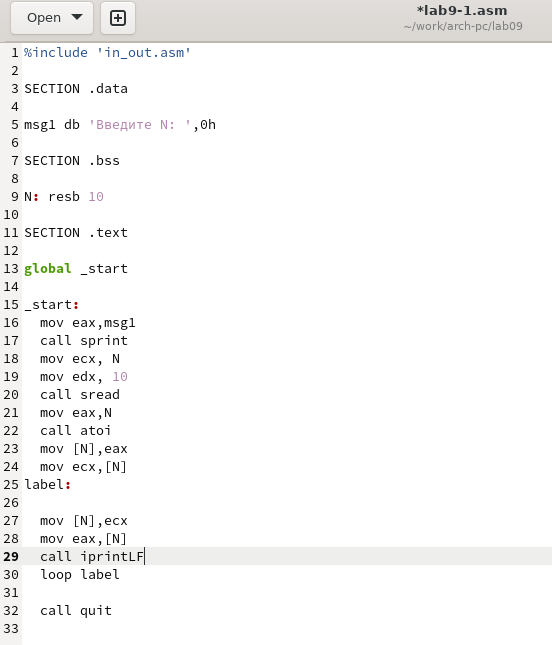 Open
*lab9-1.asm
~/work/arch-pc/lab09
1 %include 'in_out.asm'
2
3 SECTION .data
4
5 msg1 db 'Введите N: ',0h
6
7 SECTION .bss
8
9 N: resb 10
10
11 SECTION .text
12
13 global _start
14
15 _start:
16   mov eax,msg1
17   call sprint
18   mov ecx, N
19   mov edx, 10
20   call sread
21   mov eax,N
22   call atoi
23   mov [N],eax
24   mov ecx,[N]
25 label:
26
27   mov [N],ecx
28   mov eax,[N]
29   call iprintLF
30   loop label
31
32   call quit
33